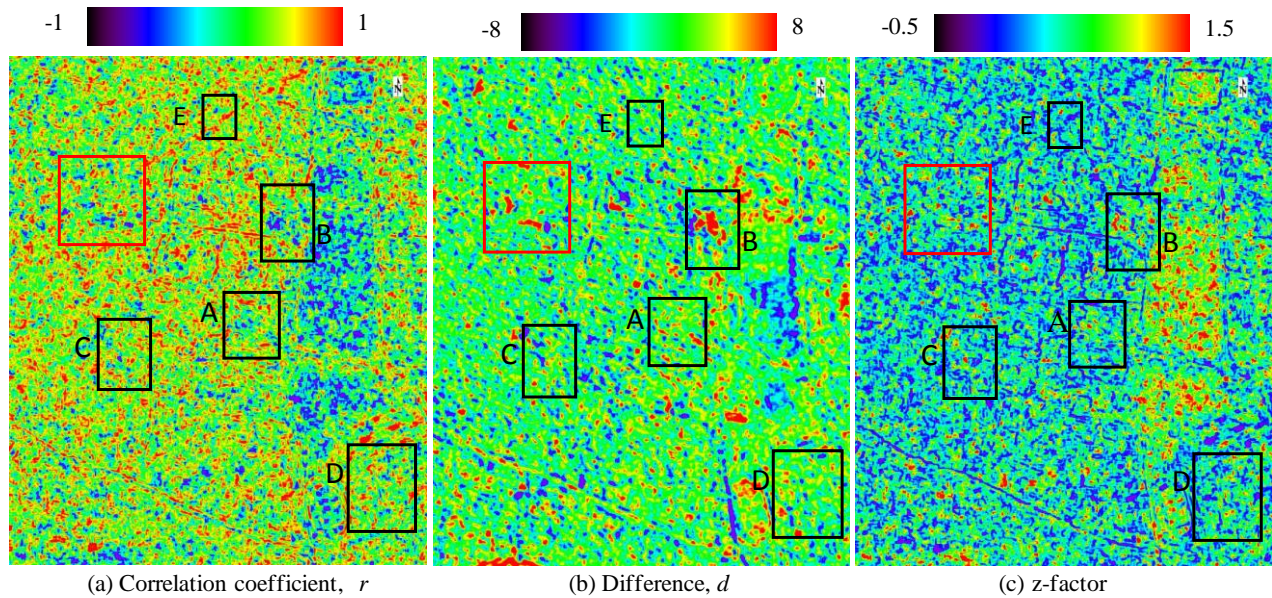 -1 1
-8 8
-0.5 1.5
N
N
N
E
B
A
C
D
E
B
A
C
D
E
B
A
C
D
(a) Correlation coefficient, r
(b) Difference, d
(c) z-factor